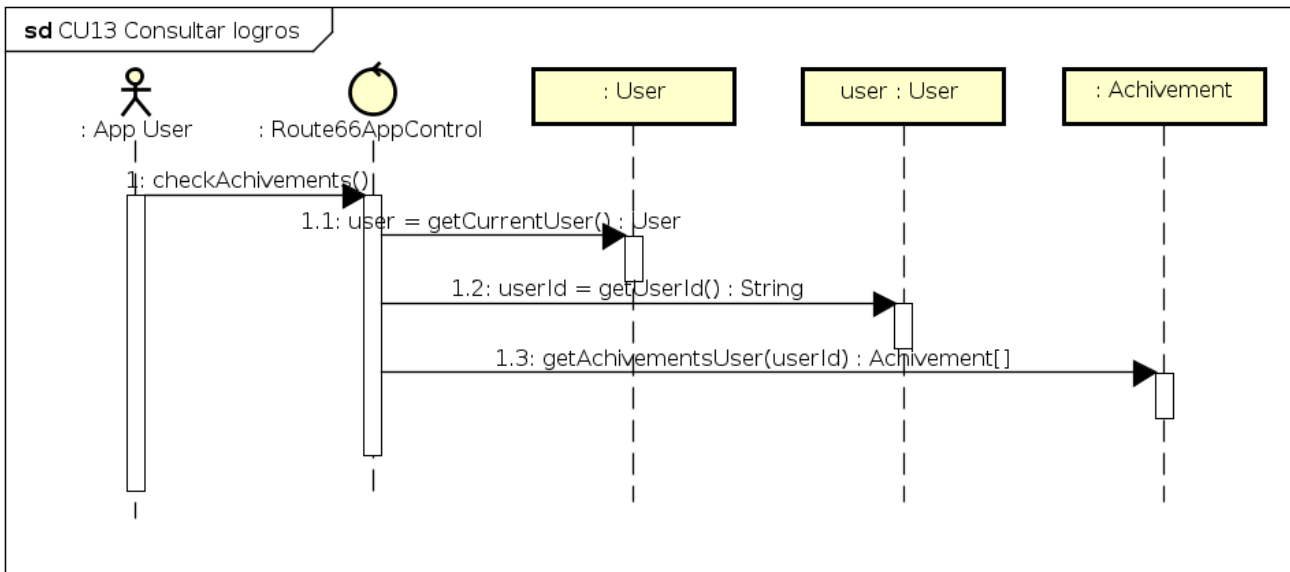 sd CU13 Consultar logros
: User
user : User
: Achivement
: App User
: Route66AppControl
1: checkAchivements()
1.1: user = getCurrentUser() : User
1.2: userId = getUserId() : String
1.3: getAchivementsUser(userId) : Achivement[]